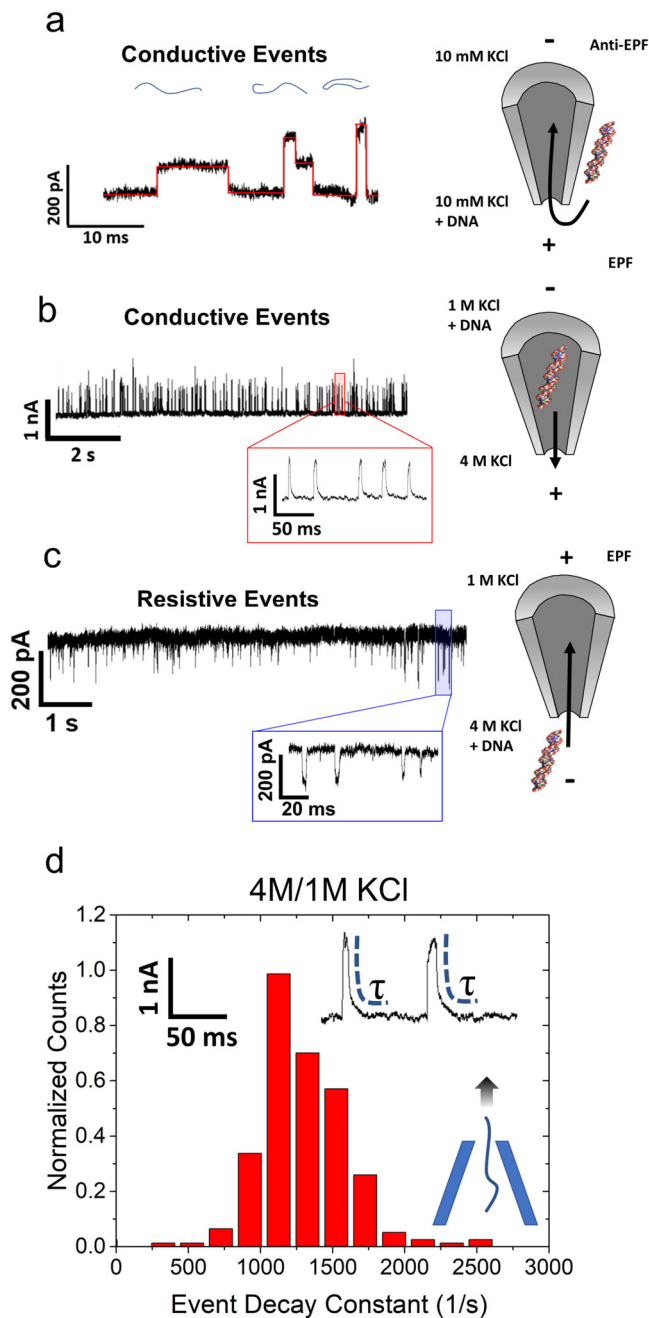 a
Conductive Events
200 pA
10 ms
10 mM KCl
-
Anti-EPF
10 mM KCl
+ DNA
+
EPF
b
Conductive Events
1 nA
2 s
1 nA
50 ms
-
1 M KCl
+ DNA
4 M KCl
+
c
Resistive Events
200 pA
1 s
200 pA
20 ms
+
EPF
1 M KCl
4 M KCl
+ DNA
-
d
4M/1M KCl
Normalized Counts
1.2
1.0
0.8
0.6
0.4
0.2
0.0
1 nA
50 ms
τ
τ
0
500
1000
1500
2000
2500
3000
Event Decay Constant (1/s)